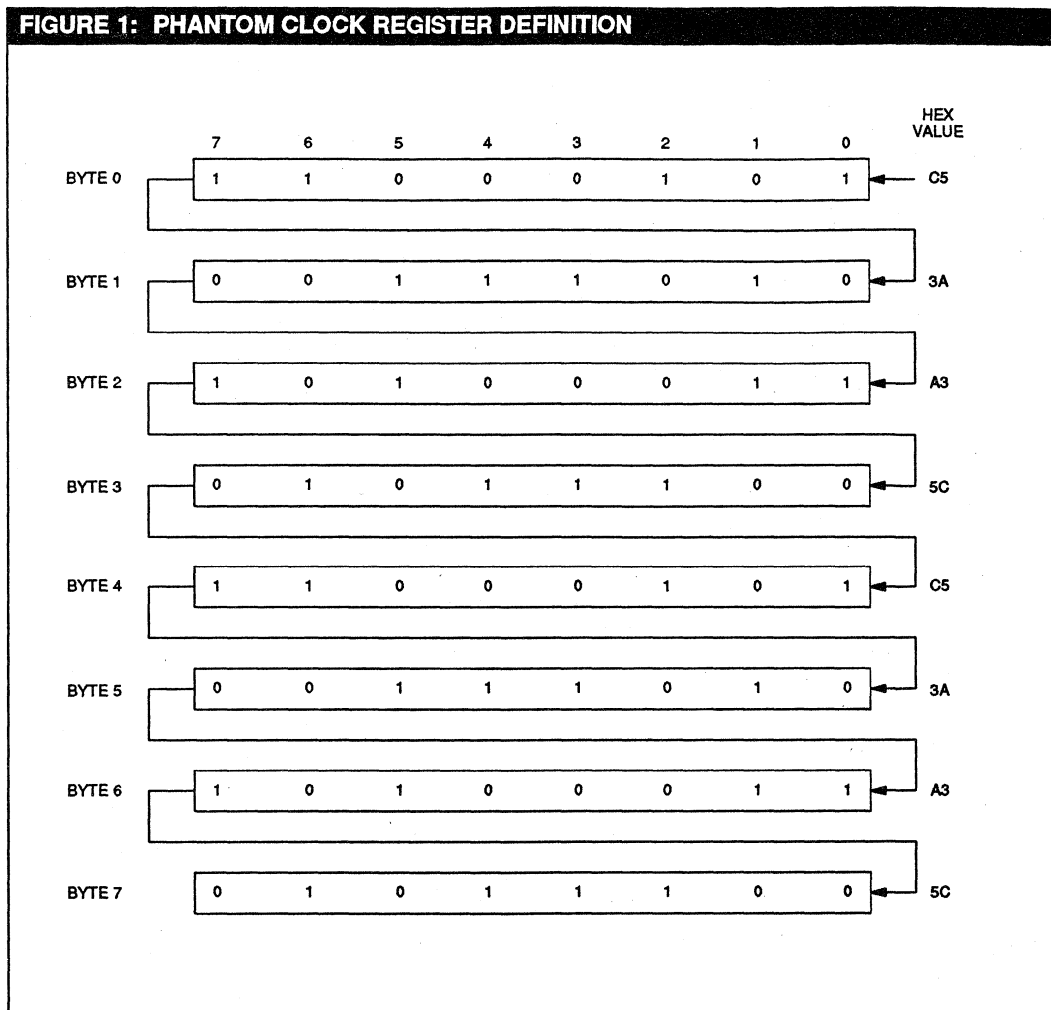 FIGURE 1: PHANTOM CLOCK REGISTER DEFINITION
HEX
VALUE
7 6 5 4 3 2 1 0
BYTE 0 1 1 0 0 0 1 0 1 C5
BYTE 1 0 0 1 1 1 0 1 0 3A
BYTE 2 1 0 1 0 0 0 1 1 A3
BYTE 3 0 1 0 1 1 1 0 0 5C
BYTE 4 1 1 0 0 0 1 0 1 C5
BYTE 5 0 0 1 1 1 0 1 0 3A
BYTE 6 1 0 1 0 0 0 1 1 A3
BYTE 7 0 1 0 1 1 1 0 0 5C